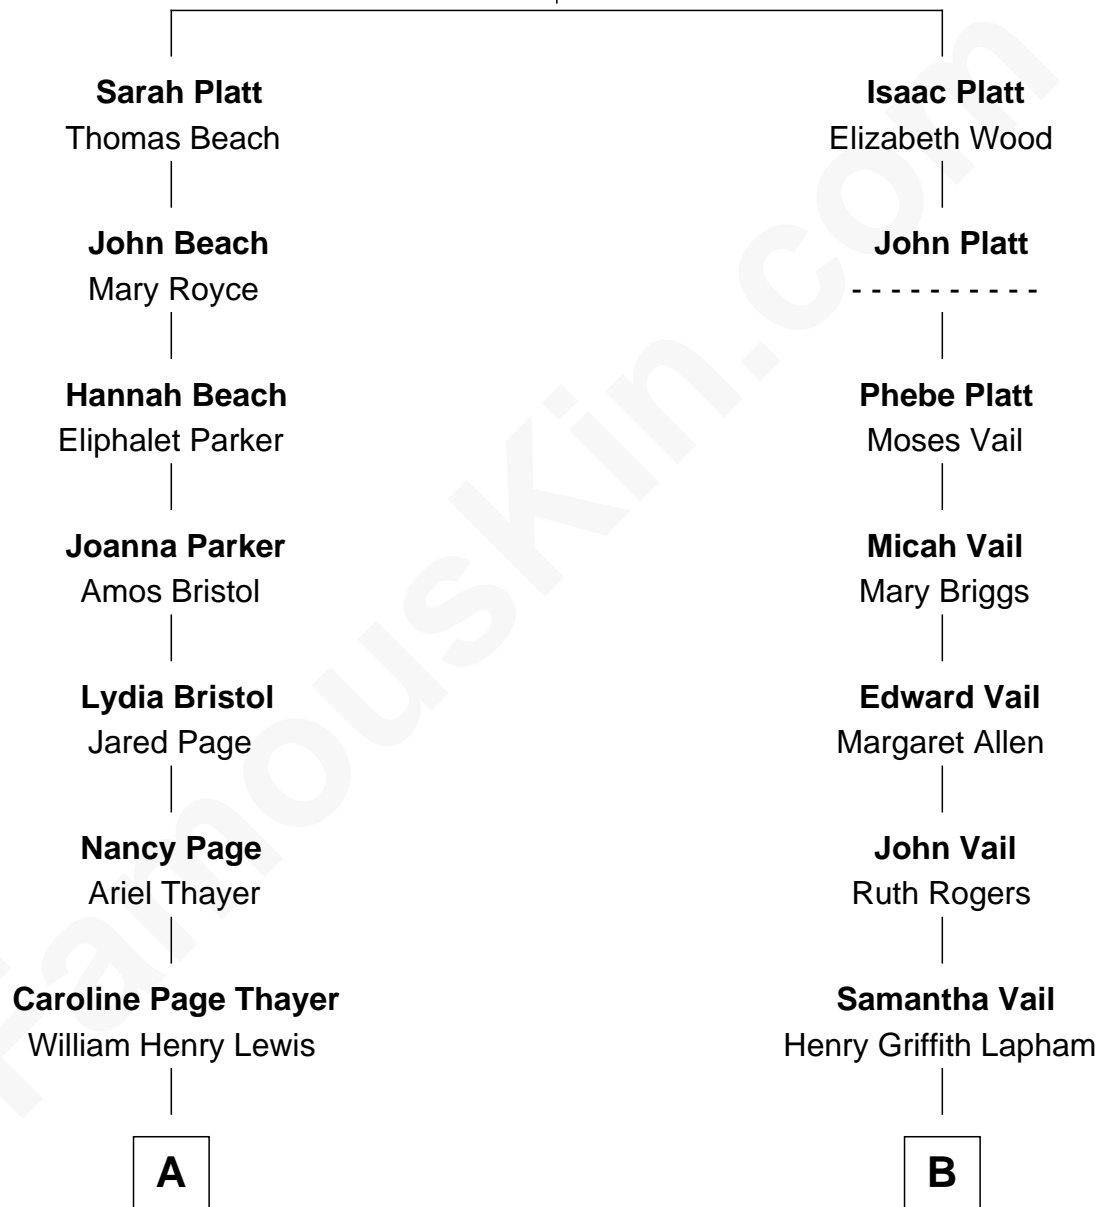 Sarah Platt
Thomas Beach
John Beach
Mary Royce
Hannah Beach
Eliphalet Parker
Joanna Parker
Amos Bristol
Lydia Bristol
Jared Page
Nancy Page
Ariel Thayer
Caroline Page Thayer
William Henry Lewis
A
Isaac Platt
Elizabeth Wood
John Platt
- - - - - - - - - -
Phebe Platt
Moses Vail
Micah Vail
Mary Briggs
Edward Vail
Margaret Allen
John Vail
Ruth Rogers
Samantha Vail
Henry Griffith Lapham
B
FamousKin.com